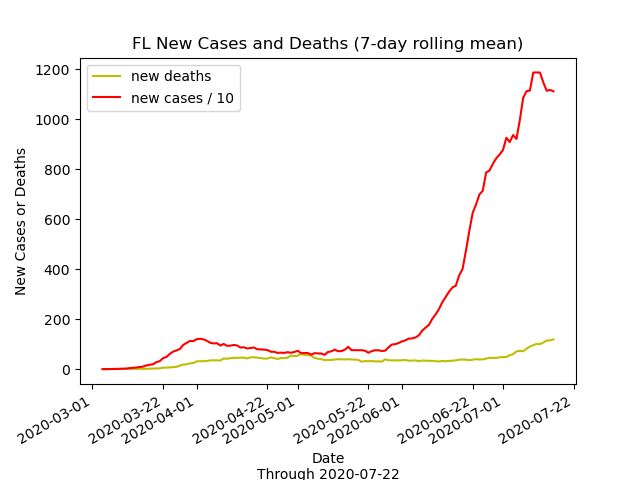 FL New Cases and Deaths (7-day rolling mean)
new deaths
new cases / 10
New Cases or Deaths
1200
1000
800
600
400
200
0
2020-03-01
2020-03-22
2020-04-01
2020-04-22
2020-05-01
2020-05-22
2020-06-01
2020-06-22
2020-07-01
2020-07-22
Date
Through 2020-07-22